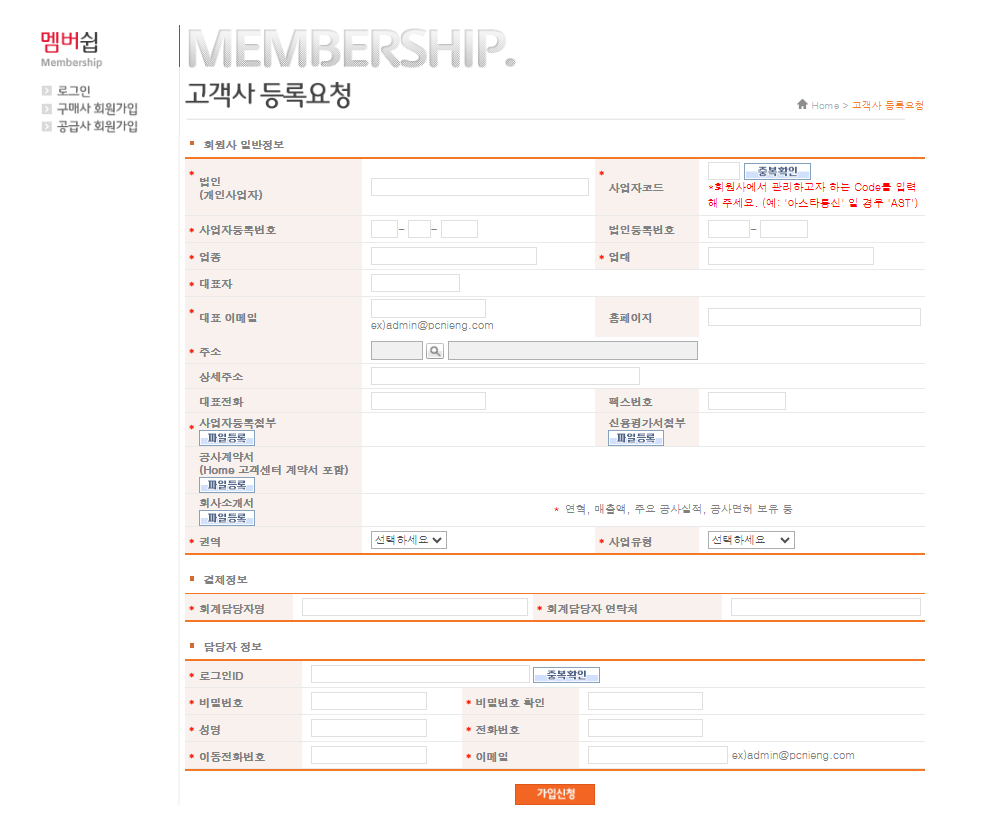 멤버쉽
Membership
로그인
구매사 회원가입
공급사 회원가입
MEMBERSHIP.
고객사 등록요청
Home > 고객사 등록요청
회원사 일반정보
* 법인
(개인사업자)
* 사업자코드
중복확인
*회원사에서 관리하고자 하는 Code를 입력
해 주세요. (예: '아스타통신' 일 경우 'AST')
* 사업자등록번호
- -
법인등록번호
-
* 업종
* 업태
* 대표자
* 대표 이메일
ex)admin@pcnieng.com
홈페이지
* 주소
상세주소
대표전화
팩스번호
* 사업자등록첨부
파일등록
신용평가서첨부
파일등록
공사계약서
(Home 고객센터 계약서 포함)
파일등록
회사소개서
파일등록
* 연혁, 매출액, 주요 공사실적, 공사면허 보유 등
* 권역
선택하세요
* 사업유형
선택하세요
결제정보
* 회계담당자명
* 회계담당자 연락처
담당자 정보
* 로그인ID
중복확인
* 비밀번호
* 비밀번호 확인
* 성명
* 전화번호
* 이동전화번호
* 이메일
ex)admin@pcnieng.com
가입신청